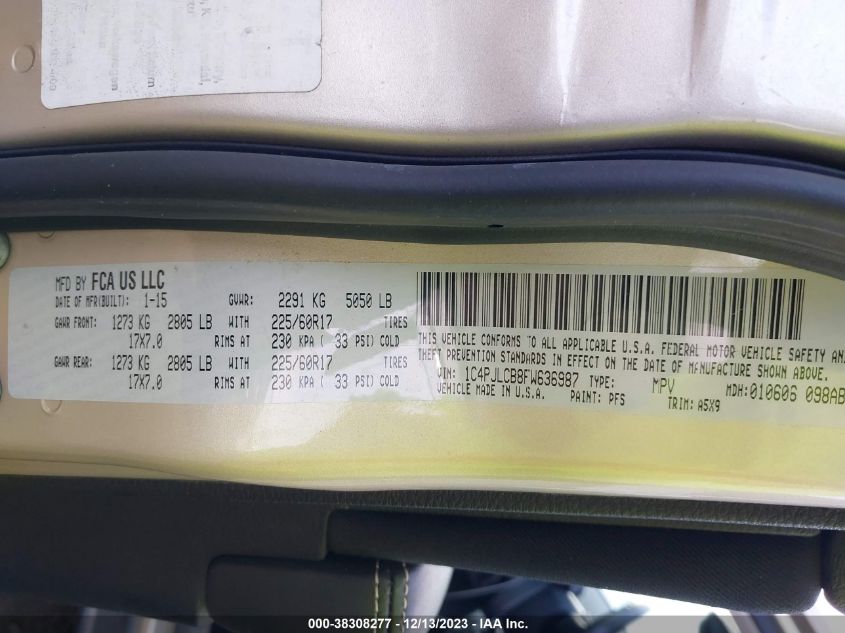 MFD BY FCA US LLC
DATE OF MFR(BUILT): 1-15 GVWR: 2291 KG 5050 LB
GAWR FRONT: 1273 KG 2805 LB WITH 225/60R17 TIRES
17X7.0 RIMS AT 230 KPA ( 33 PSI) COLD
GAWR REAR: 1273 KG 2805 LB WITH 225/60R17 TIRES
17X7.0 RIMS AT 230 KPA ( 33 PSI) COLD
THIS VEHICLE CONFORMS TO ALL APPLICABLE U.S.A. FEDERAL MOTOR VEHICLE SAFETY AN
THEFT PREVENTION STANDARDS IN EFFECT ON THE DATE OF MANUFACTURE SHOWN ABOVE.
VIN: 1C4PJLCB8FW636987 TYPE: MPV MDH:010606 098AB
VEHICLE MADE IN U.S.A. PAINT: PFS TRIM: A5X9
000-38308277 - 12/13/2023 - IAA Inc.